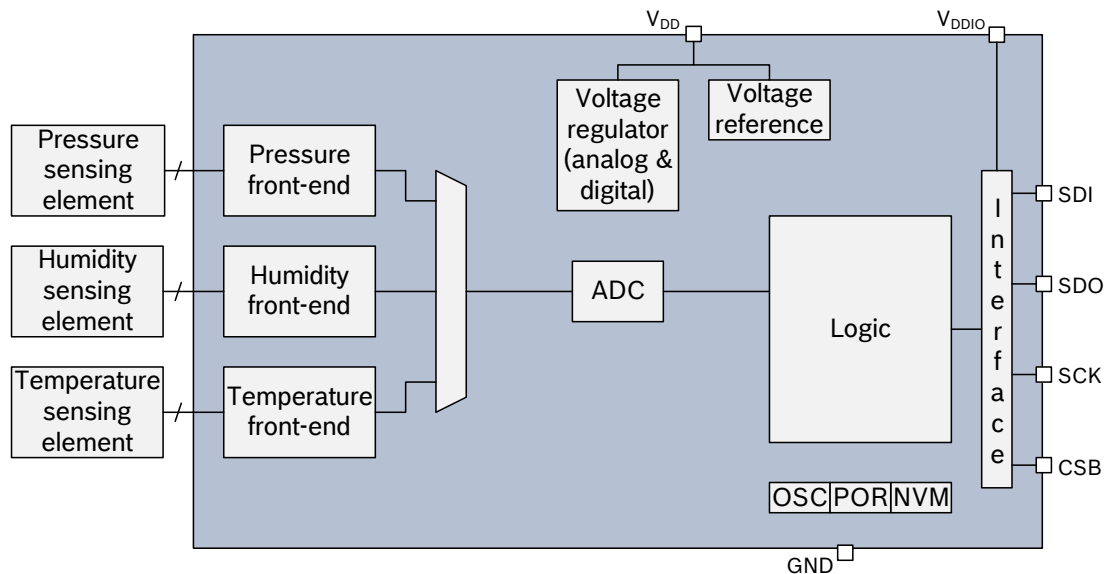 VDD
VDDIO
Voltage
regulator
(analog &
digital)
Voltage
reference
Pressure
sensing
element
Pressure
front-end
Humidity
sensing
element
Humidity
front-end
Temperature
sensing
element
Temperature
front-end
ADC
Logic
Interface
SDI
SDO
SCK
CSB
OSC POR NVM
GND